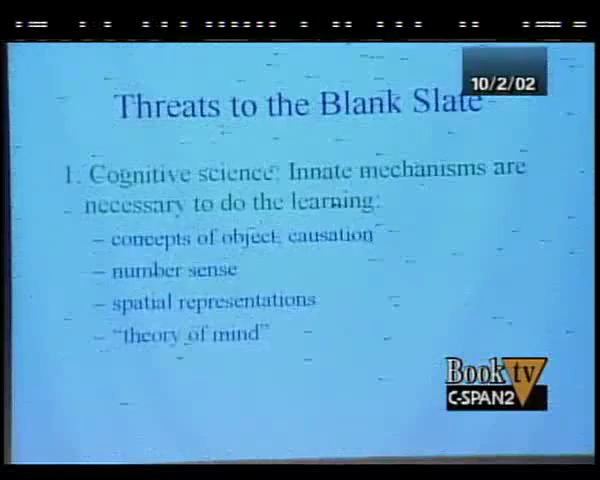 10/2/02
Threats to the Blank Slate
1. Cognitive science: Innate mechanisms are
necessary to do the learning:
– concepts of object, causation
– number sense
– spatial representations
– “theory of mind”
Book tv
C-SPAN2